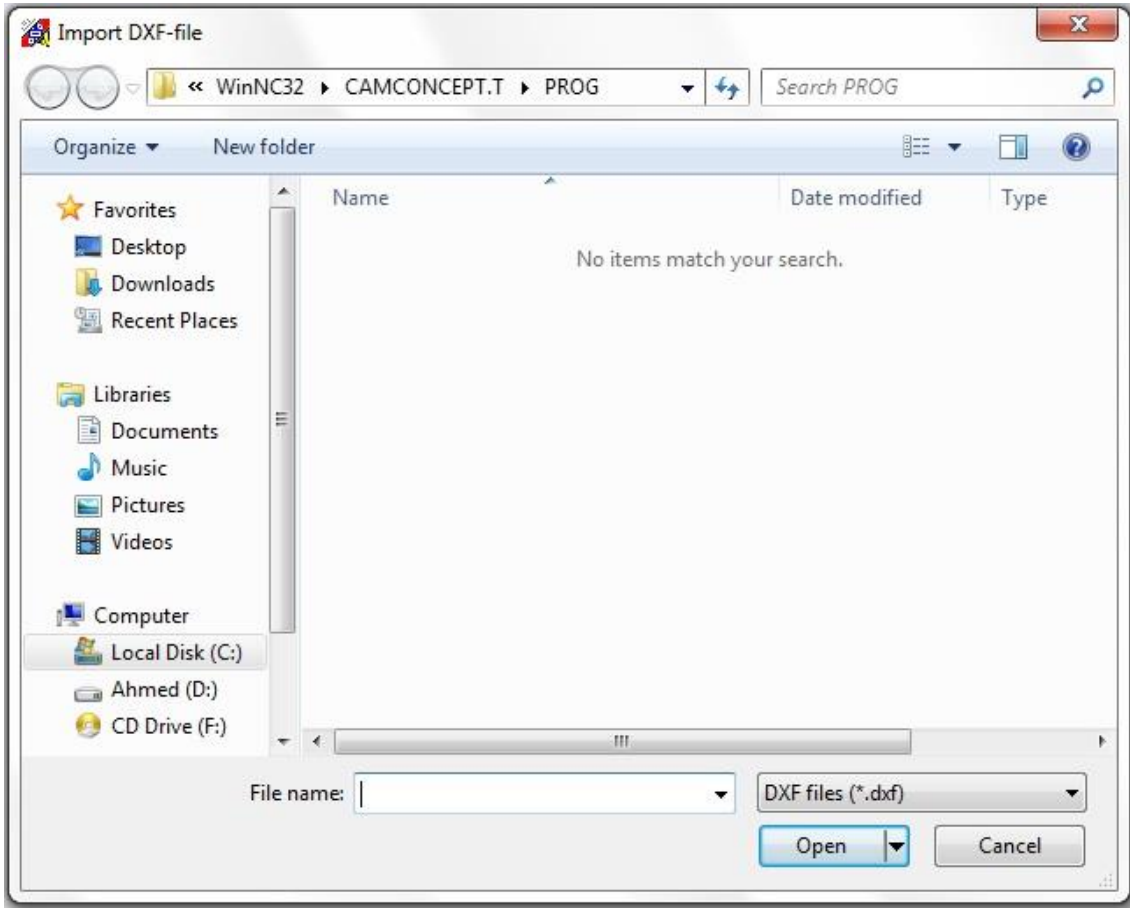 Import DXF-file
« WinNC32 ▸ CAMCONCEPT.T ▸ PROG
Search PROG
Organize
New folder
Name
Date modified
Type
No items match your search.
Favorites
Desktop
Downloads
Recent Places
Libraries
Documents
Music
Pictures
Videos
Computer
Local Disk (C:)
Ahmed (D:)
CD Drive (F:)
File name:
DXF files (*.dxf)
Open
Cancel